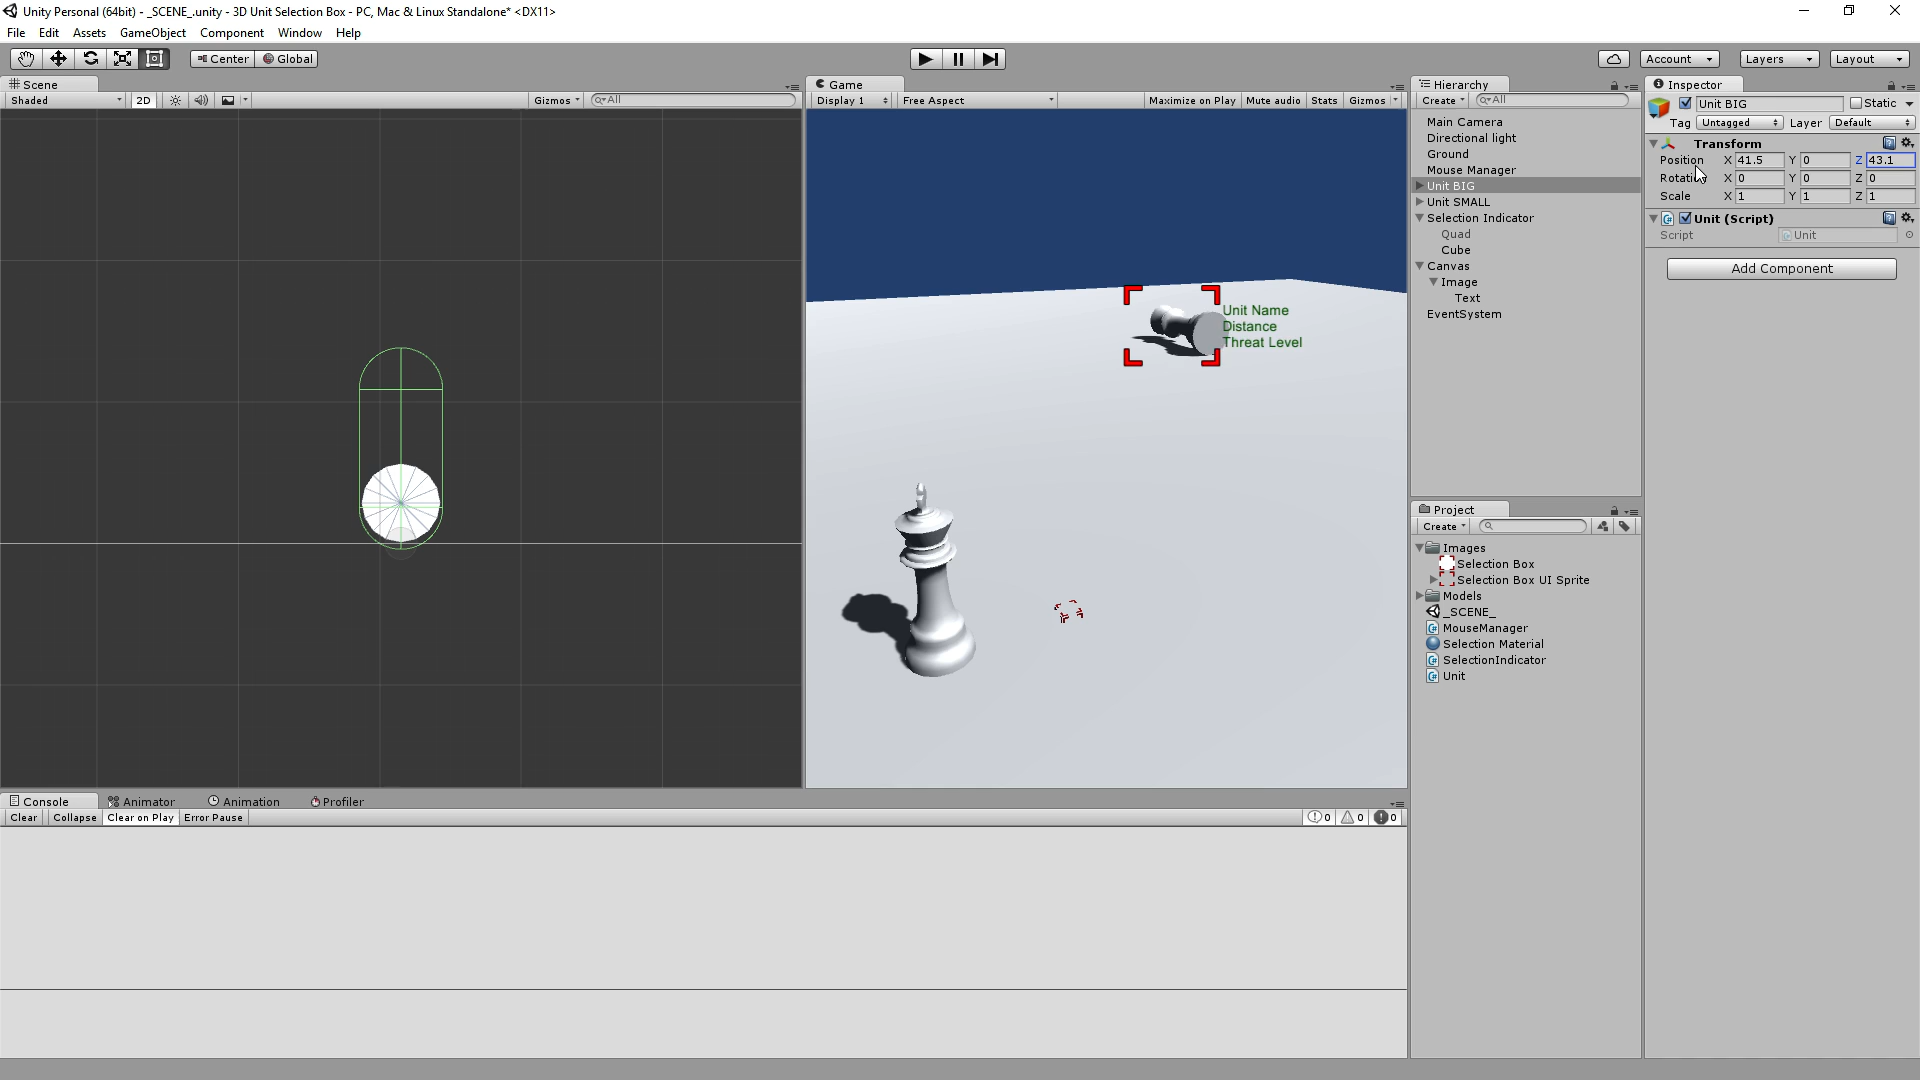 Unity Personal (64bit) - _SCENE_.unity - 3D Unit Selection Box - PC, Mac & Linux Standalone* <DX11>
File Edit Assets GameObject Component Window Help
Center Global
Account Layers Layout
Scene
Shaded 2D Gizmos All
Game
Display 1 Free Aspect Maximize on Play Mute audio Stats Gizmos
Unit Name
Distance
Threat Level
Hierarchy
Create All
Main Camera
Directional light
Ground
Mouse Manager
Unit BIG
Unit SMALL
Selection Indicator
Quad
Cube
Canvas
Image
Text
EventSystem
Project
Create
Images
Selection Box
Selection Box UI Sprite
Models
_SCENE_
MouseManager
Selection Material
SelectionIndicator
Unit
Inspector
Unit BIG Static
Tag Untagged Layer Default
Transform
Position X 41.5 Y 0 Z 43.1
X 0 Y 0 Z 0
Scale X 1 Y 1 Z 1
Unit (Script)
Script Unit
Add Component
Console Animator Animation Profiler
Clear Collapse Clear on Play Error Pause 0 0 0